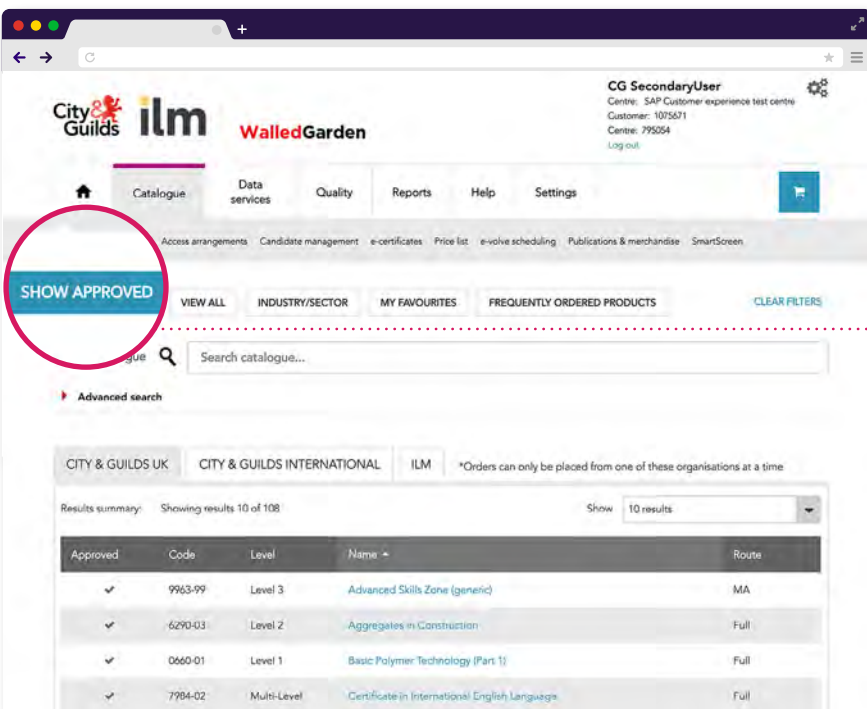 CG SecondaryUser
Centre: SAP Customer experience test centre
Customer: 1075671
Centre: 795054
Log out
City& Guilds
ilm
WalledGarden
Catalogue
Data services
Quality
Reports
Help
Settings
Access arrangements Candidate management e-certificates Price list e-volve scheduling Publications & merchandise SmartScreen
SHOW APPROVED
VIEW ALL
INDUSTRY/SECTOR
MY FAVOURITES
FREQUENTLY ORDERED PRODUCTS
CLEAR FILTERS
gue
Search catalogue...
Advanced search
CITY & GUILDS UK
CITY & GUILDS INTERNATIONAL
ILM
*Orders can only be placed from one of these organisations at a time
Results summary: Showing results 10 of 108
Show 10 results
Approved Code Level Name Route
9963-99 Level 3 Advanced Skills Zone (generic) MA
6290-03 Level 2 Aggregates in Construction Full
0660-01 Level 1 Basic Polymer Technology (Part 1) Full
7984-02 Multi-Level Certificate in International English Language Full